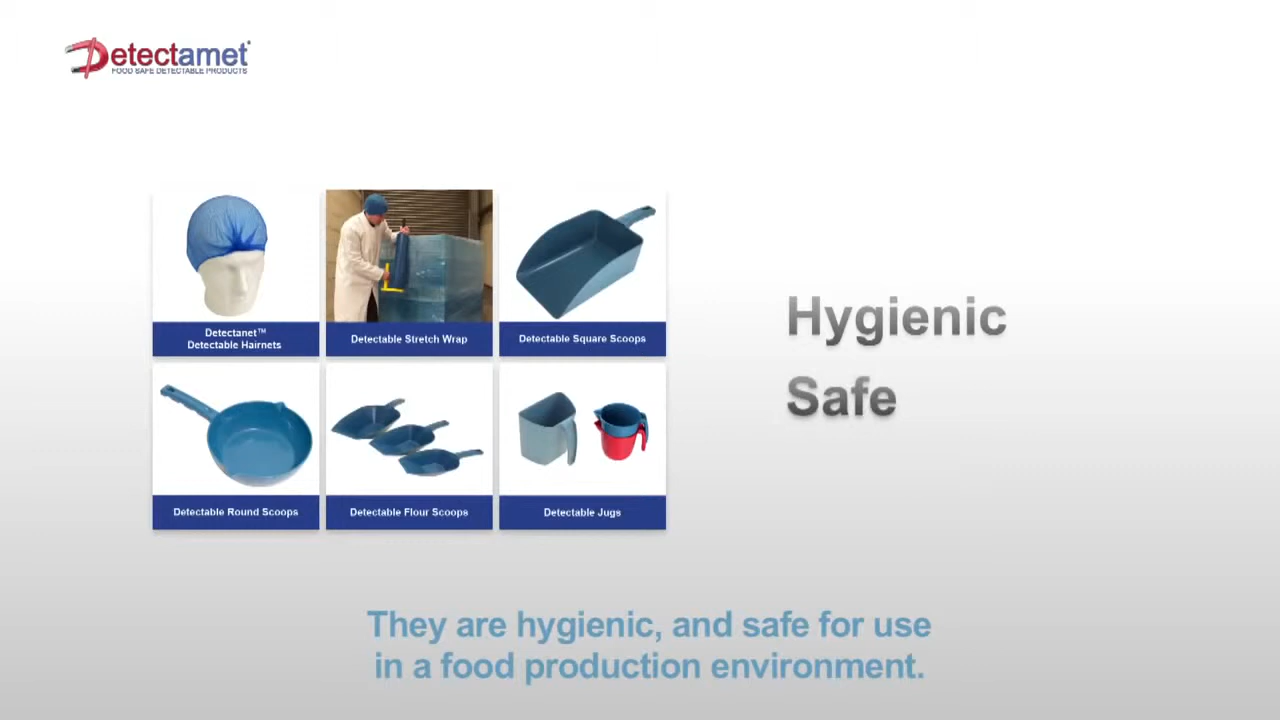 Detectamet®
FOOD SAFE DETECTABLE PRODUCTS
Detectanet™
Detectable Hairnets
Detectable Stretch Wrap
Detectable Square Scoops
Hygienic
Safe
Detectable Round Scoops
Detectable Flour Scoops
Detectable Jugs
They are hygienic, and safe for use
in a food production environment.